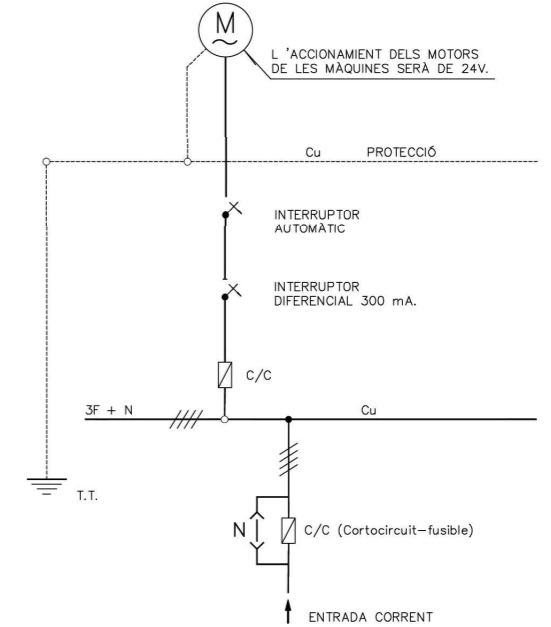 M
L 'ACCIONAMIENT DELS MOTORS
DE LES MÀQUINES SERÀ DE 24V.
Cu PROTECCIÓ
INTERRUPTOR
AUTOMÀTIC
INTERRUPTOR
DIFERENCIAL 300 mA.
C/C
3F + N Cu
T.T.
N C/C (Cortocircuit-fusible)
ENTRADA CORRENT